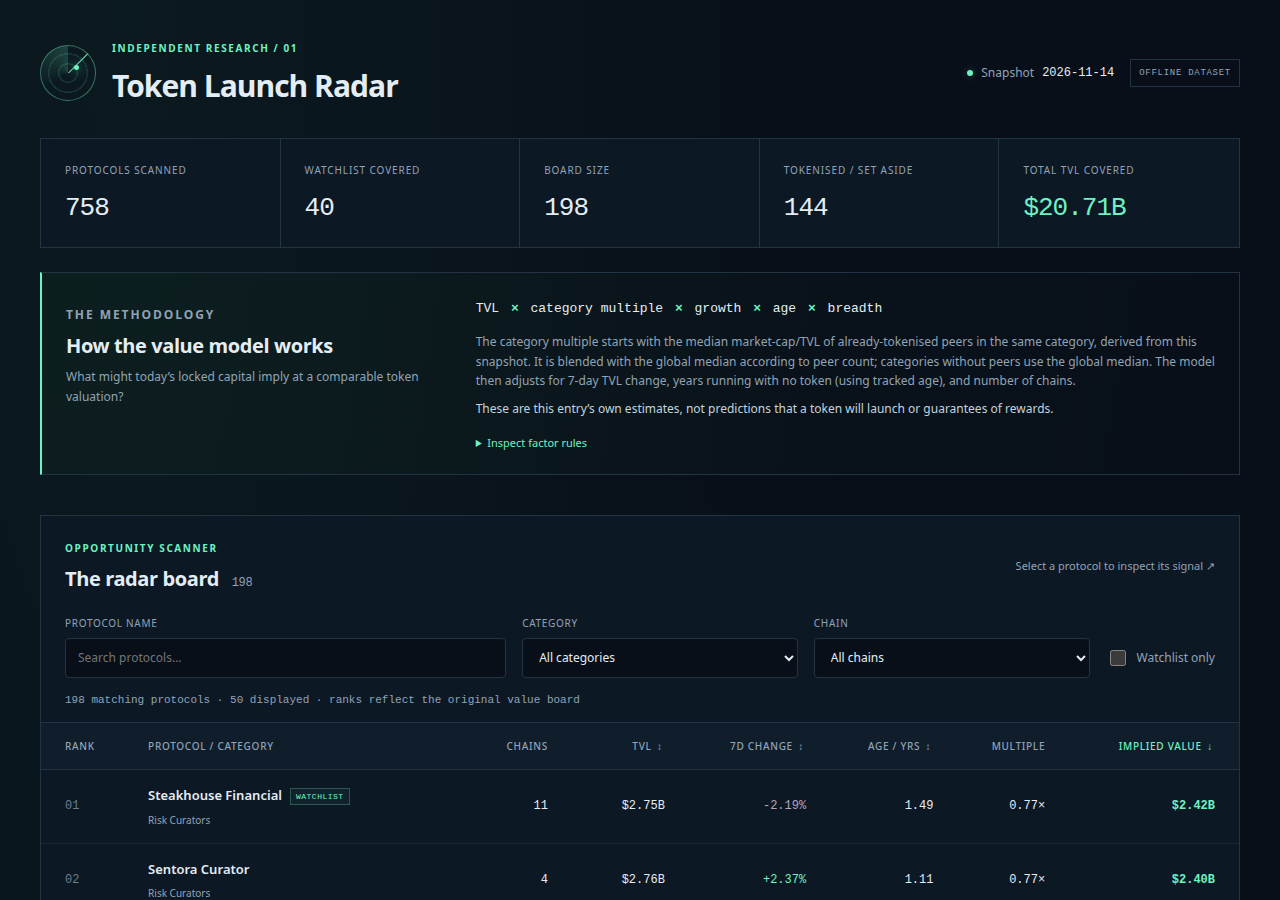 INDEPENDENT RESEARCH / 01
Token Launch Radar
Snapshot 2026-11-14 OFFLINE DATASET
PROTOCOLS SCANNED
758
WATCHLIST COVERED
40
BOARD SIZE
198
TOKENISED / SET ASIDE
144
TOTAL TVL COVERED
$20.71B
THE METHODOLOGY
How the value model works
What might today's locked capital imply at a comparable token
valuation?
TVL × category multiple × growth × age × breadth
The category multiple starts with the median market-cap/TVL of already-tokenised peers in the same category, derived from this
snapshot. It is blended with the global median according to peer count; categories without peers use the global median. The model
then adjusts for 7-day TVL change, years running with no token (using tracked age), and number of chains.
These are this entry's own estimates, not predictions that a token will launch or guarantees of rewards.
▶ Inspect factor rules
OPPORTUNITY SCANNER
The radar board 198
Select a protocol to inspect its signal ↗
PROTOCOL NAME
Search protocols…
CATEGORY
All categories
CHAIN
All chains
Watchlist only
198 matching protocols · 50 displayed · ranks reflect the original value board
RANK PROTOCOL / CATEGORY CHAINS TVL ↕ 7D CHANGE ↕ AGE / YRS ↕ MULTIPLE IMPLIED VALUE ↓
01 Steakhouse Financial WATCHLIST 11 $2.75B -2.19% 1.49 0.77× $2.42B
Risk Curators
02 Sentora Curator 4 $2.76B +2.37% 1.11 0.77× $2.40B
Risk Curators